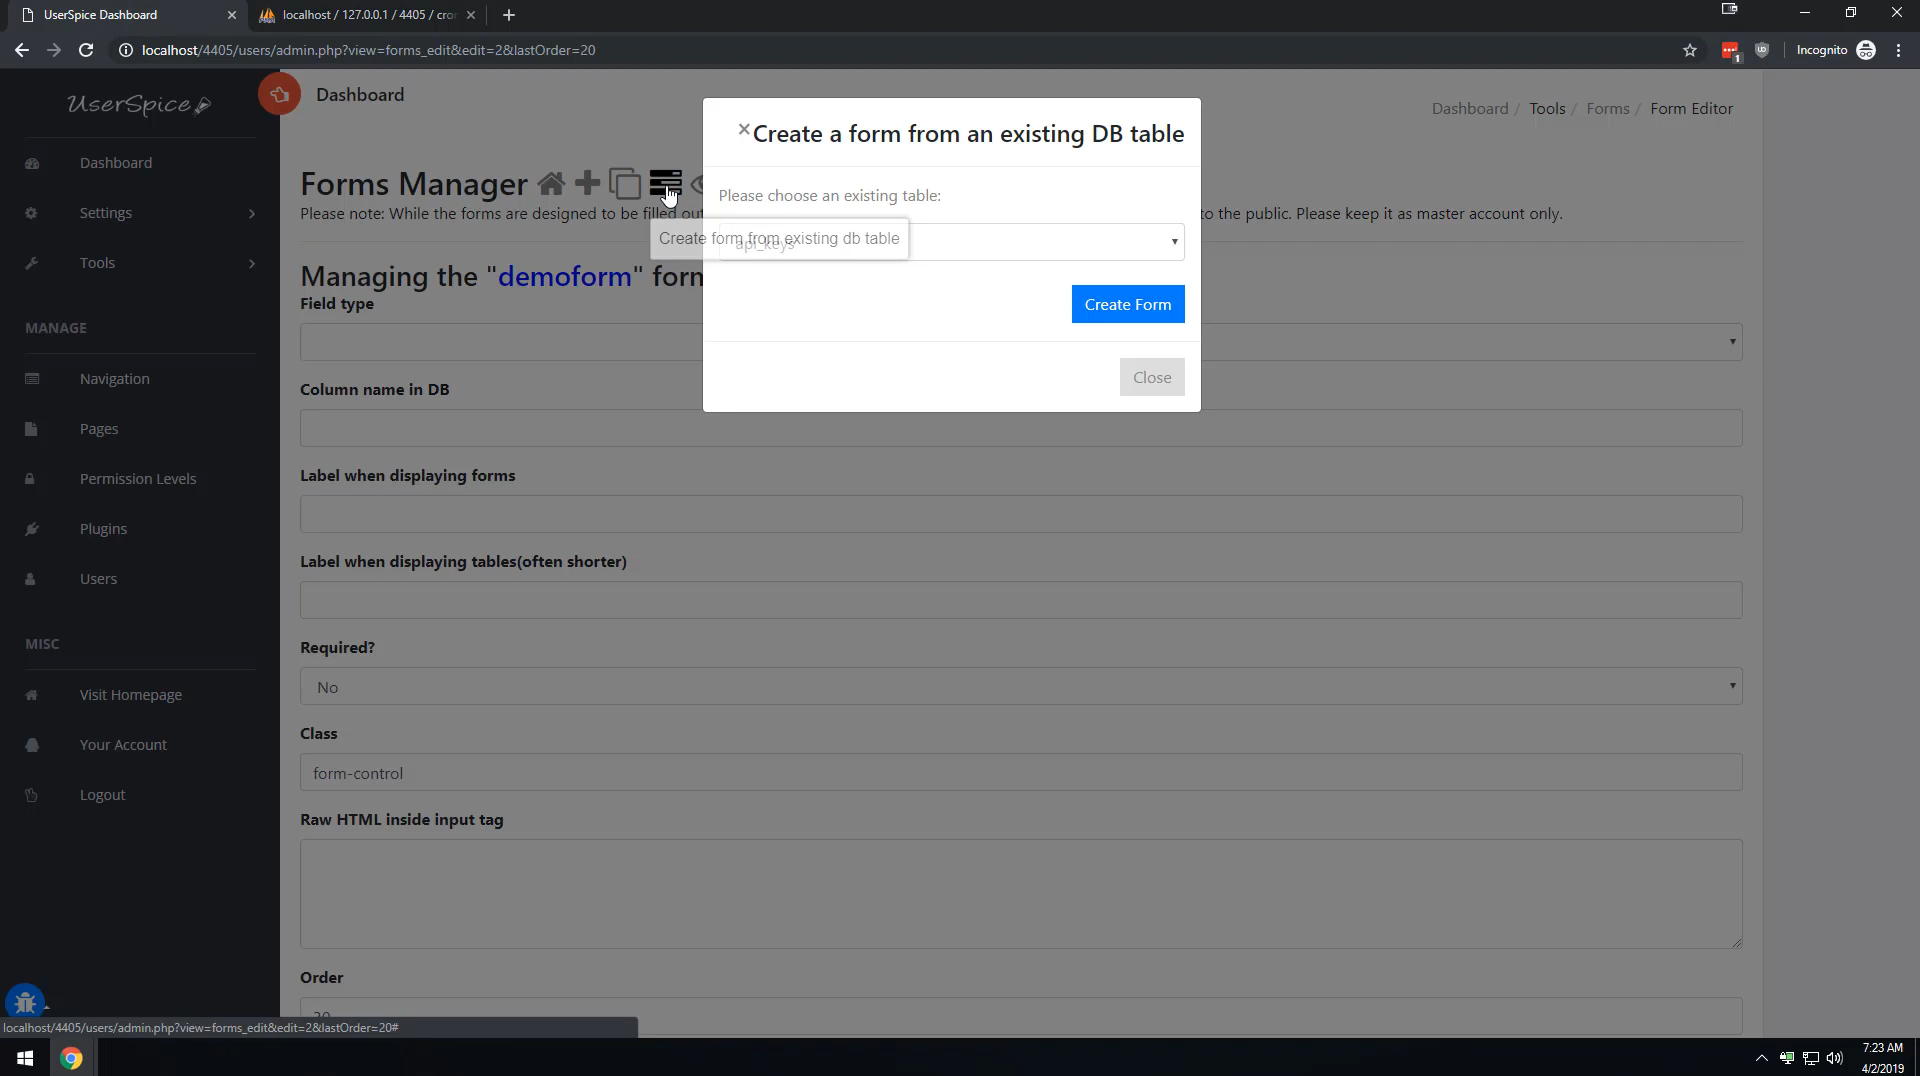 UserSpice Dashboard
localhost / 127.0.0.1 / 4405 / cron
localhost/4405/users/admin.php?view=forms_edit&edit=2&lastOrder=20
1
Incognito
UserSpice
Dashboard
Dashboard / Tools / Forms / Form Editor
Dashboard
Settings
Tools
MANAGE
Navigation
Pages
Permission Levels
Plugins
Users
MISC
Visit Homepage
Your Account
Logout
Forms Manager
Please note: While the forms are designed to be filled out
to the public. Please keep it as master account only.
Create a form from an existing DB table
Please choose an existing table:
api_keys
Create form from existing db table
Create Form
Close
Managing the "demoform" form
Field type
Column name in DB
Label when displaying forms
Label when displaying tables(often shorter)
Required?
No
Class
form-control
Raw HTML inside input tag
Order
localhost/4405/users/admin.php?view=forms_edit&edit=2&lastOrder=20#
7:23 AM
4/2/2019